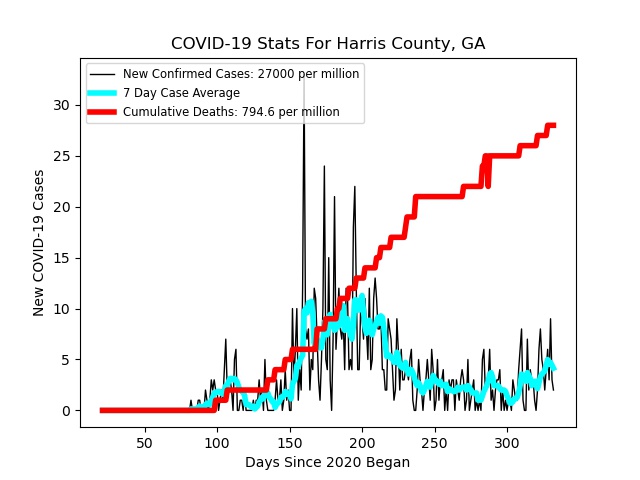 COVID-19 Stats For Harris County, GA
New Confirmed Cases: 27000 per million
7 Day Case Average
Cumulative Deaths: 794.6 per million
New COVID-19 Cases
30
25
20
15
10
5
0
50 100 150 200 250 300
Days Since 2020 Began